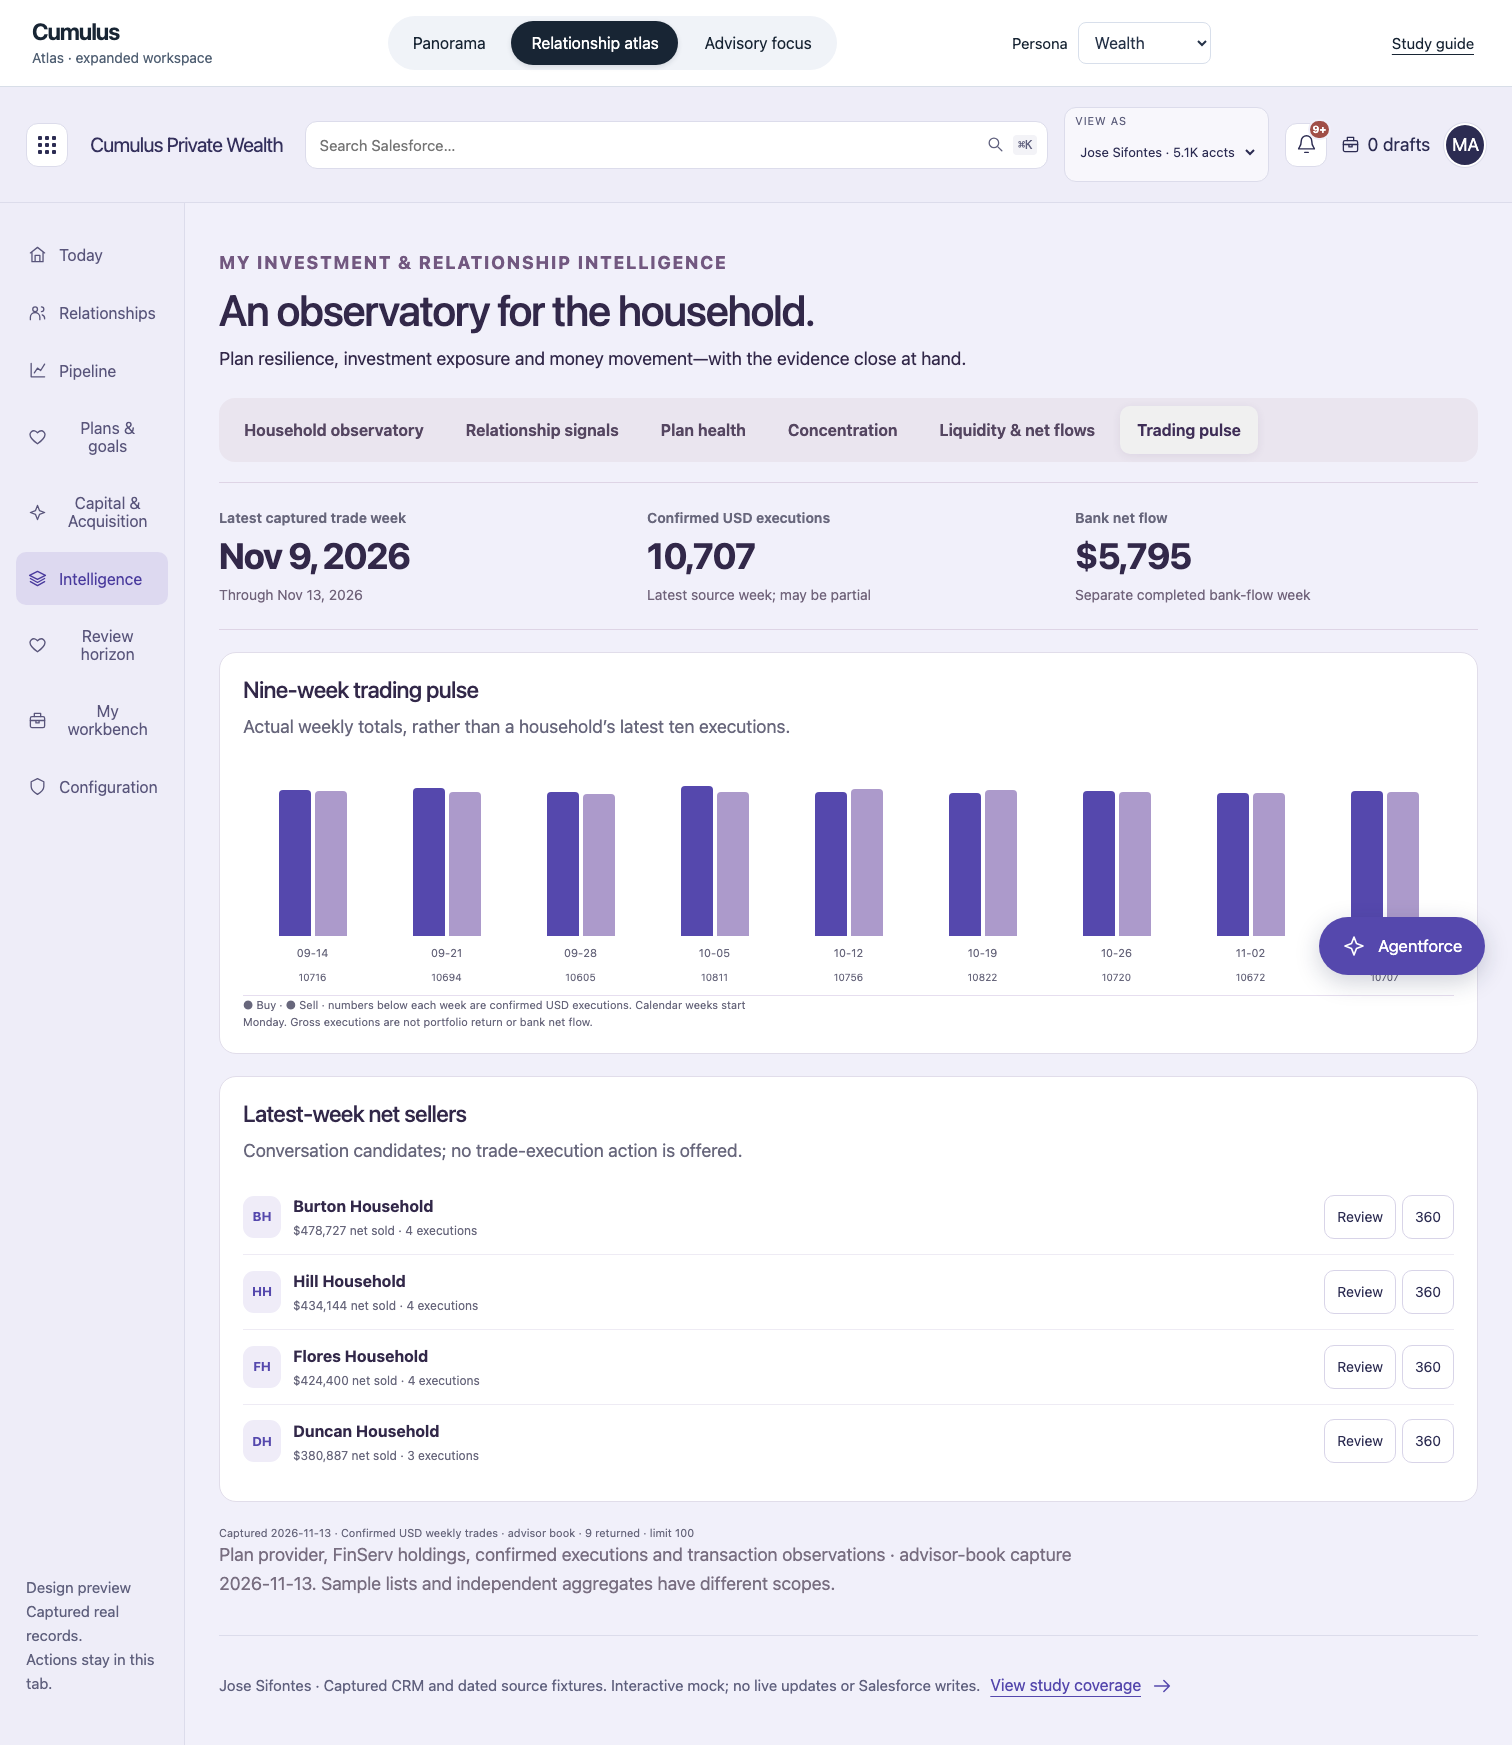 Cumulus
Atlas · expanded workspace
Panorama
Relationship atlas
Advisory focus
Persona
Wealth
Study guide
Cumulus Private Wealth
Search Salesforce...
⌘K
VIEW AS
Jose Sifontes · 5.1K accts
9+
0 drafts
MA
Today
Relationships
Pipeline
Plans &
goals
Capital &
Acquisition
Intelligence
Review
horizon
My
workbench
Configuration
Design preview
Captured real
records.
Actions stay in this
tab.
MY INVESTMENT & RELATIONSHIP INTELLIGENCE
An observatory for the household.
Plan resilience, investment exposure and money movement—with the evidence close at hand.
Household observatory
Relationship signals
Plan health
Concentration
Liquidity & net flows
Trading pulse
Latest captured trade week
Nov 9, 2026
Through Nov 13, 2026
Confirmed USD executions
10,707
Latest source week; may be partial
Bank net flow
$5,795
Separate completed bank-flow week
Nine-week trading pulse
Actual weekly totals, rather than a household’s latest ten executions.
09-14
10716
09-21
10694
09-28
10605
10-05
10811
10-12
10756
10-19
10822
10-26
10720
11-02
10672
10707
Agentforce
● Buy · ● Sell · numbers below each week are confirmed USD executions. Calendar weeks start
Monday. Gross executions are not portfolio return or bank net flow.
Latest-week net sellers
Conversation candidates; no trade-execution action is offered.
BH
Burton Household
$478,727 net sold · 4 executions
Review
360
HH
Hill Household
$434,144 net sold · 4 executions
Review
360
FH
Flores Household
$424,400 net sold · 4 executions
Review
360
DH
Duncan Household
$380,887 net sold · 3 executions
Review
360
Captured 2026-11-13 · Confirmed USD weekly trades · advisor book · 9 returned · limit 100
Plan provider, FinServ holdings, confirmed executions and transaction observations · advisor-book capture
2026-11-13. Sample lists and independent aggregates have different scopes.
Jose Sifontes · Captured CRM and dated source fixtures. Interactive mock; no live updates or Salesforce writes.
View study coverage →